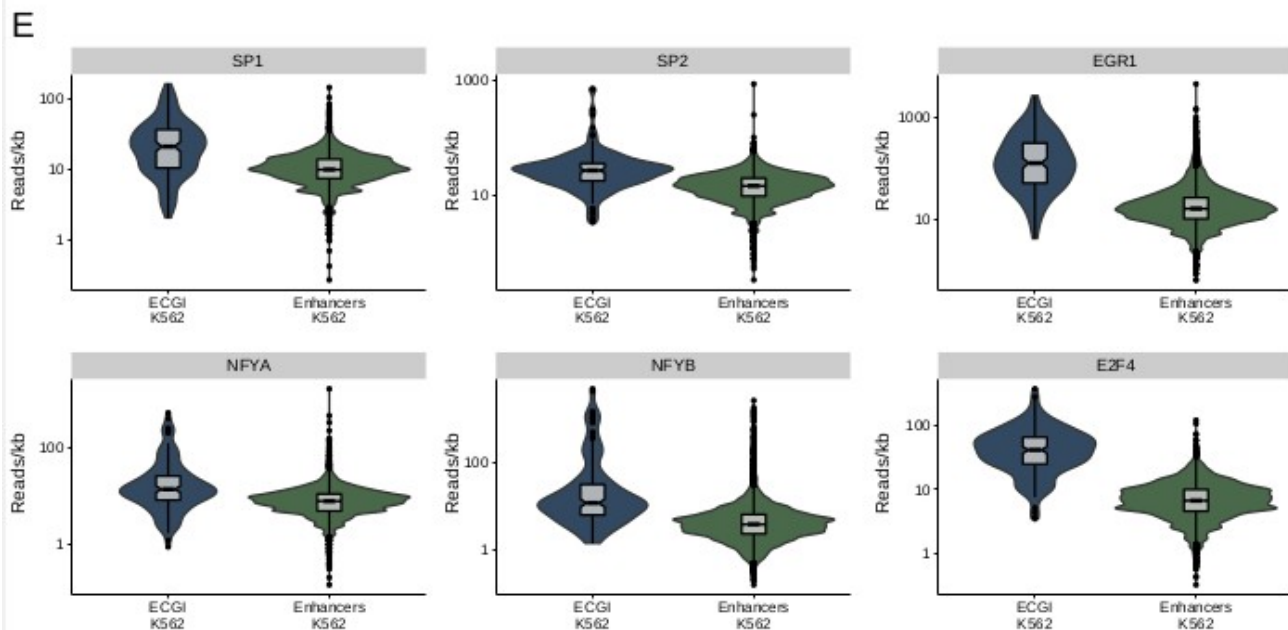 E
SP1
SP2
EGR1
Reads/kb
100
10
1
ECGI
K562
Enhancers
K562
Reads/kb
1000
10
ECGI
K562
Enhancers
K562
Reads/kb
1000
10
ECGI
K562
Enhancers
K562
NFYA
NFYB
E2F4
Reads/kb
100
1
ECGI
K562
Enhancers
K562
Reads/kb
100
1
ECGI
K562
Enhancers
K562
Reads/kb
100
10
1
ECGI
K562
Enhancers
K562